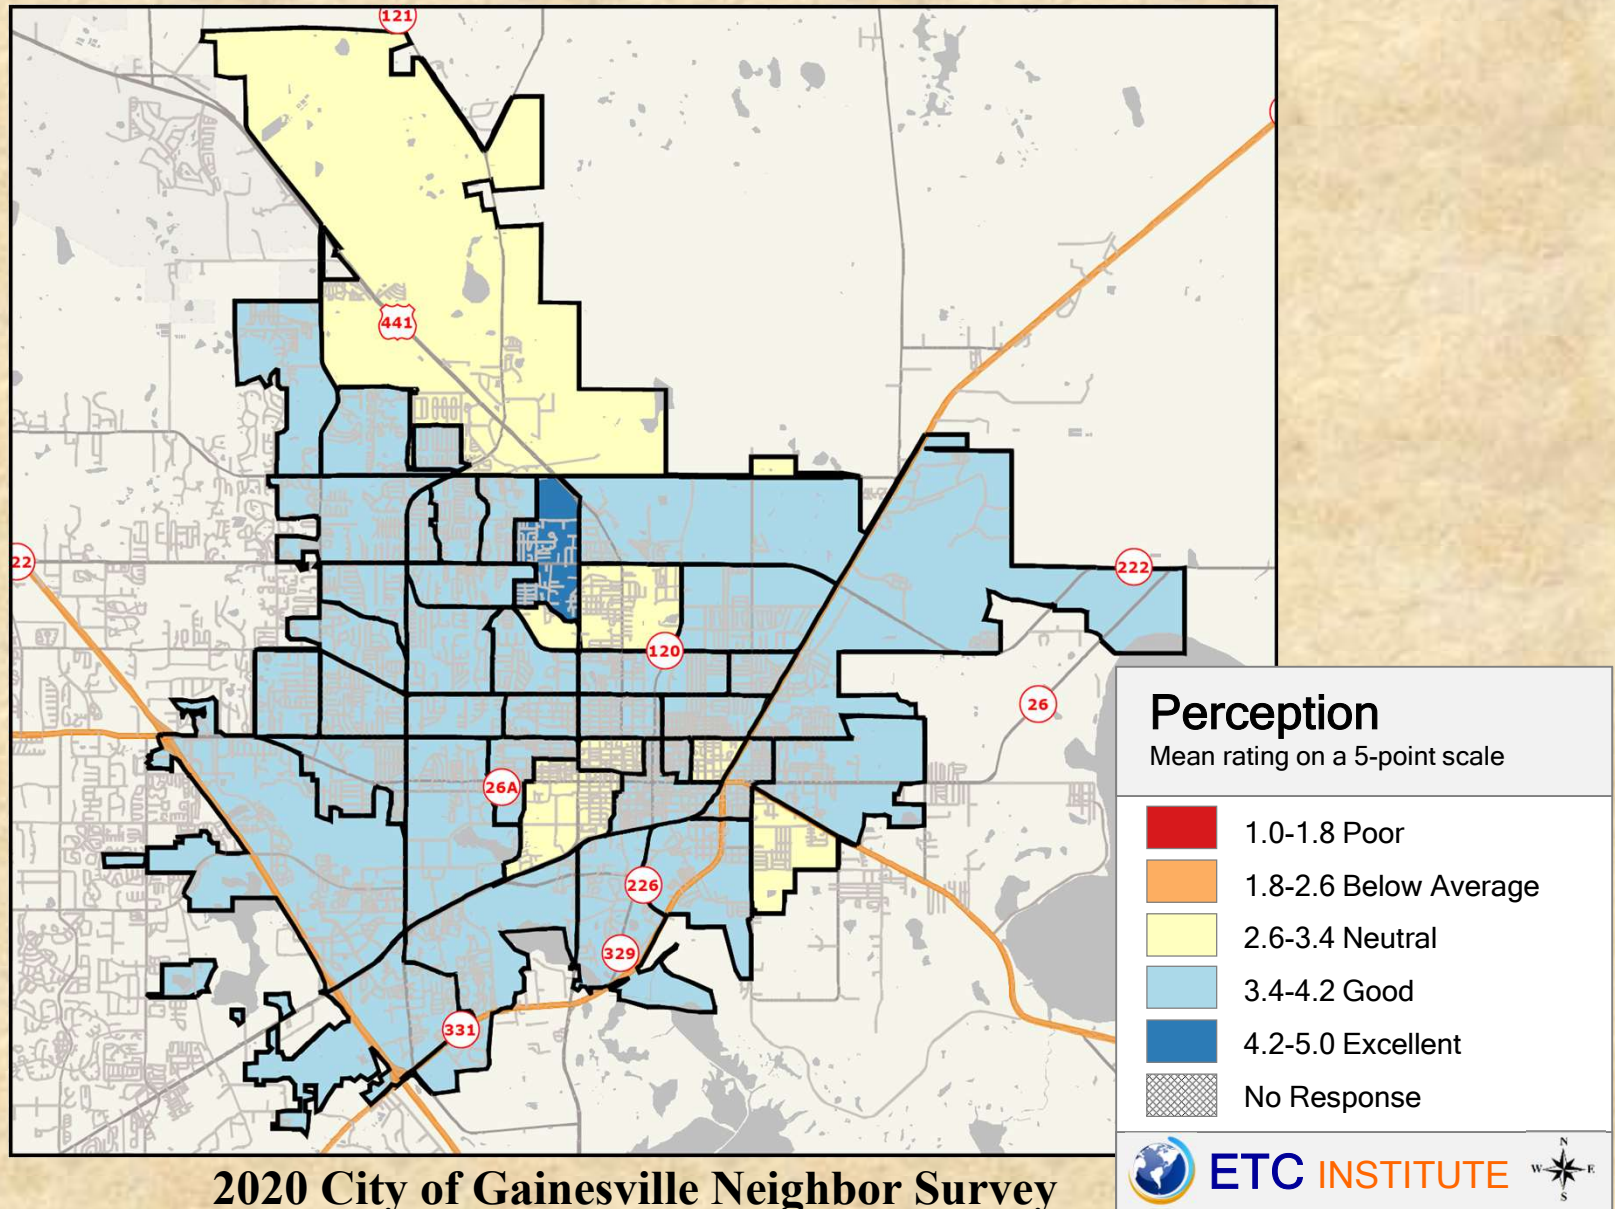 121
441
22
222
120
26
26A
226
329
331
Perception
Mean rating on a 5-point scale
1.0-1.8 Poor
1.8-2.6 Below Average
2.6-3.4 Neutral
3.4-4.2 Good
4.2-5.0 Excellent
No Response
ETC INSTITUTE
N
W E
S
2020 City of Gainesville Neighbor Survey